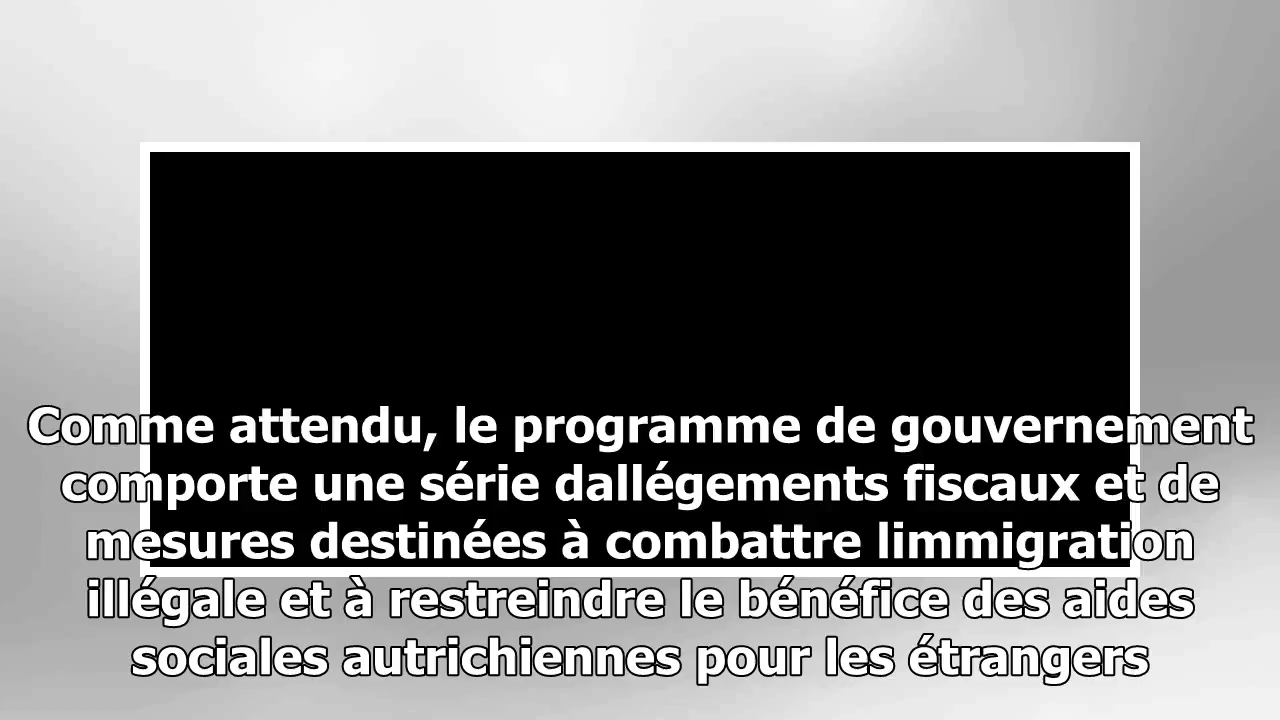 Comme attendu, le programme de gouvernement
comporte une série dallégements fiscaux et de
mesures destinées à combattre limmigration
illégale et à restreindre le bénéfice des aides
sociales autrichiennes pour les étrangers